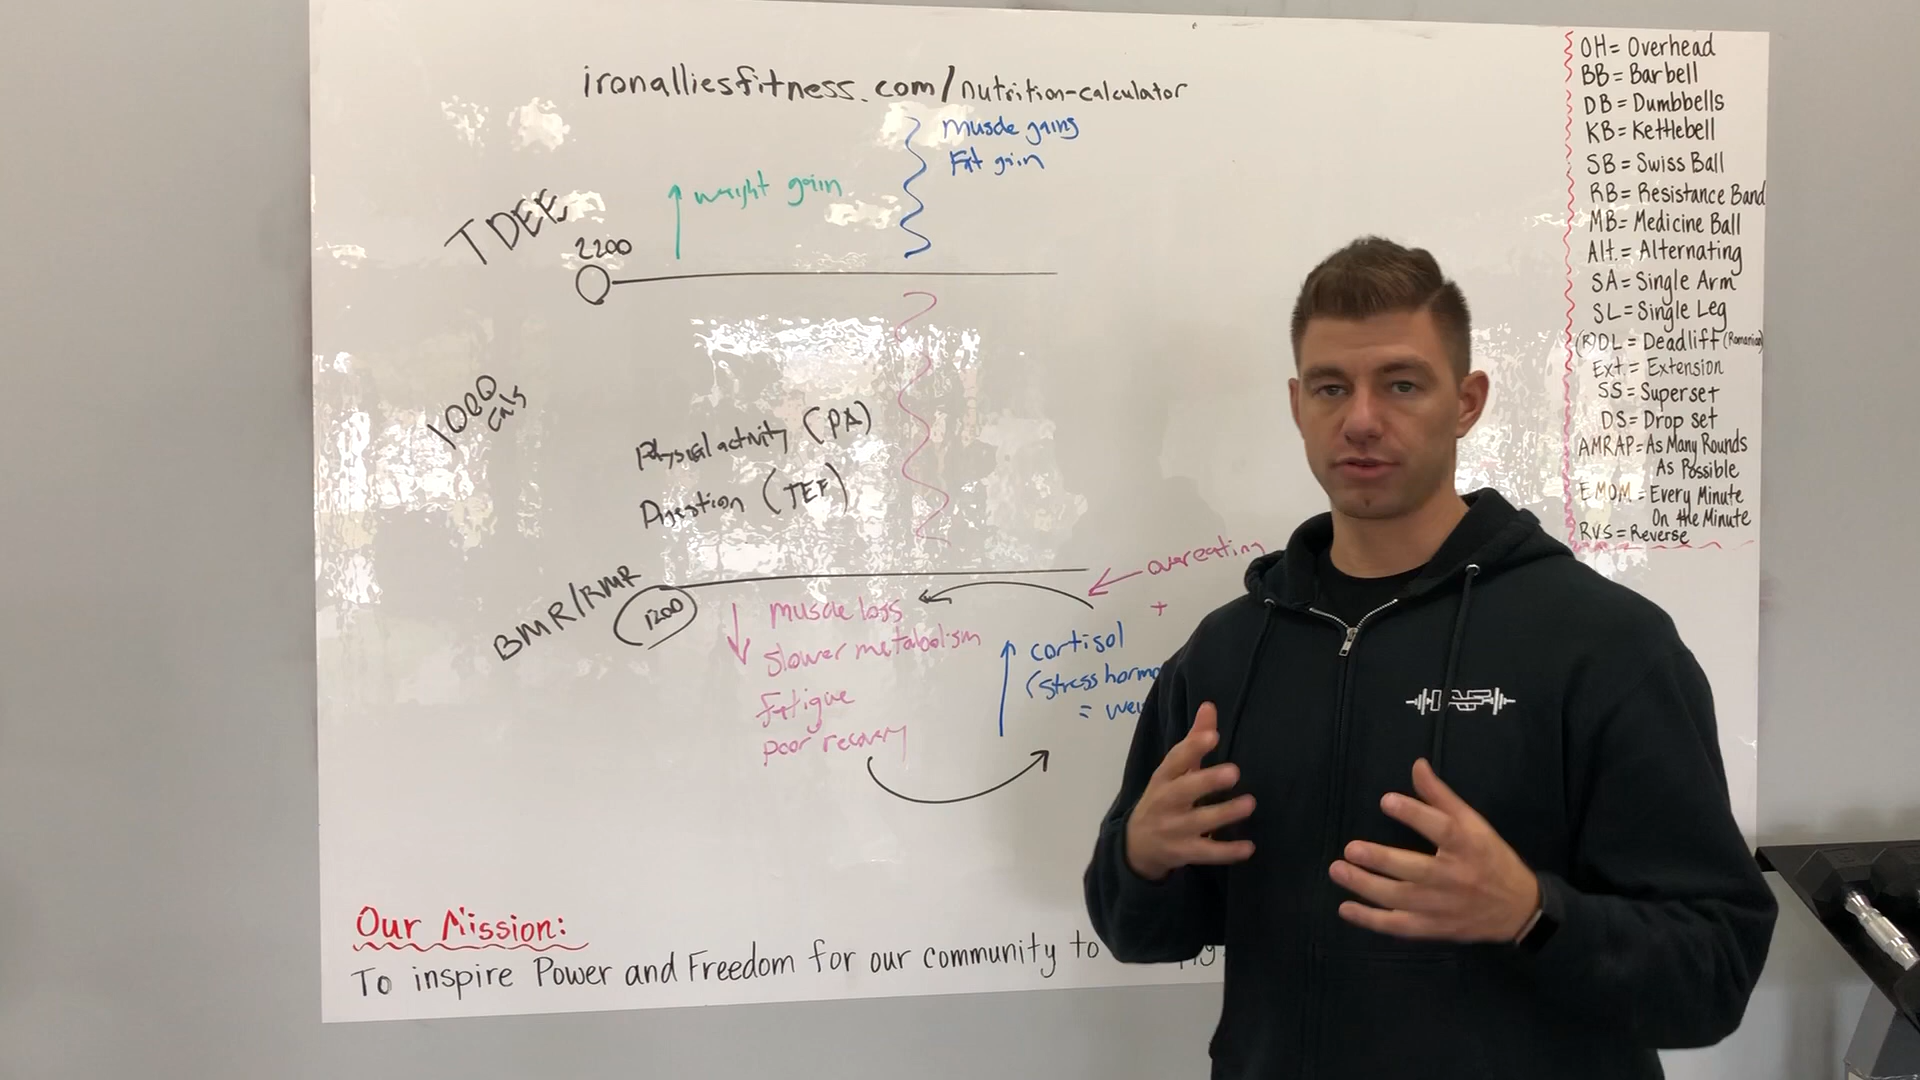 ironalliesfitness.com/nutrition-calculator
muscle gains
Fat gain
weight gain
TDEE
2200
1000
cals
Physical activity (PA)
Digestion (TEF)
BMR/RMR
1200
muscle loss
slower metabolism
fatigue
poor recovery
overeating
+
cortisol
(stress hormo
= wei
Our Mission:
To inspire Power and Freedom for our community to
OH= Overhead
BB= Barbell
DB= Dumbbells
KB= Kettlebell
SB= Swiss Ball
RB= Resistance Band
MB= Medicine Ball
Alt.= Alternating
SA= Single Arm
SL= Single Leg
(R)DL= Deadlift (Romanian)
Ext.= Extension
SS= Superset
DS= Drop set
AMRAP= As Many Rounds
As Possible
EMOM= Every Minute
On the Minute
RVS= Reverse